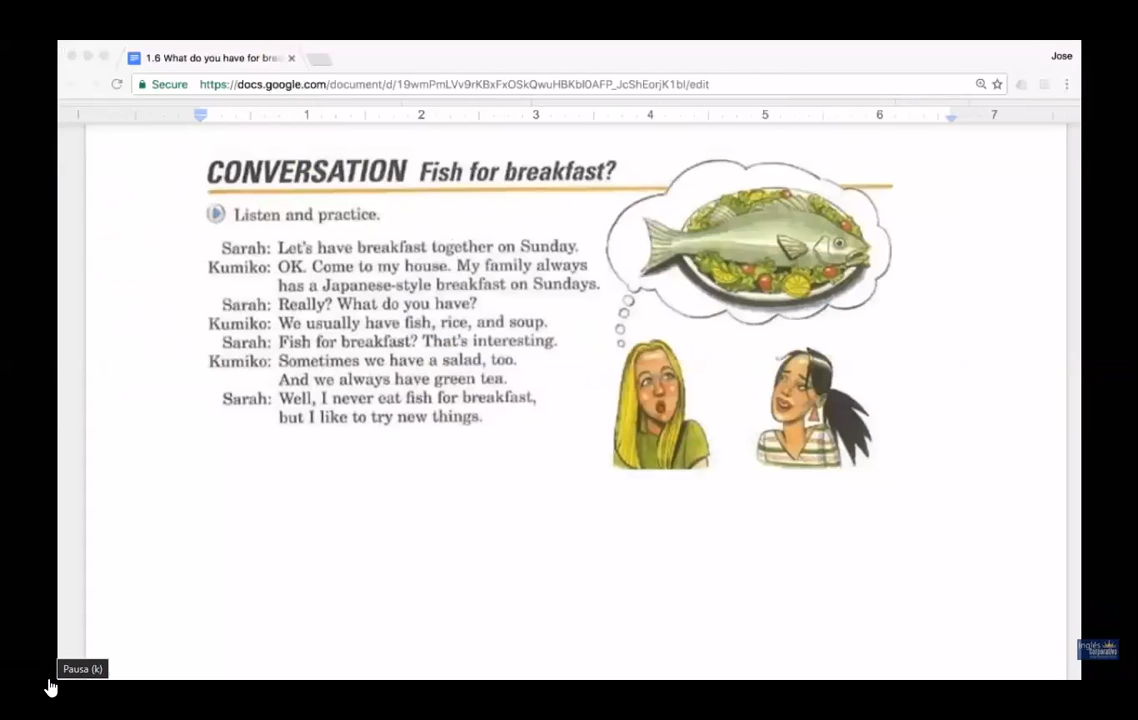 1.6 What do you have for brea
Jose
Secure
https://docs.google.com/document/d/19wmPmLVv9rKBxFxOSkQwuHBKbl0AFP_JcShEorjK1bI/edit
1 2 3 4 5 6 7
CONVERSATION Fish for breakfast?
Listen and practice.
Sarah: Let's have breakfast together on Sunday.
Kumiko: OK. Come to my house. My family always
has a Japanese-style breakfast on Sundays.
Sarah: Really? What do you have?
Kumiko: We usually have fish, rice, and soup.
Sarah: Fish for breakfast? That's interesting.
Kumiko: Sometimes we have a salad, too.
And we always have green tea.
Sarah: Well, I never eat fish for breakfast,
but I like to try new things.
Inglés
Corporativo
Pausa (k)